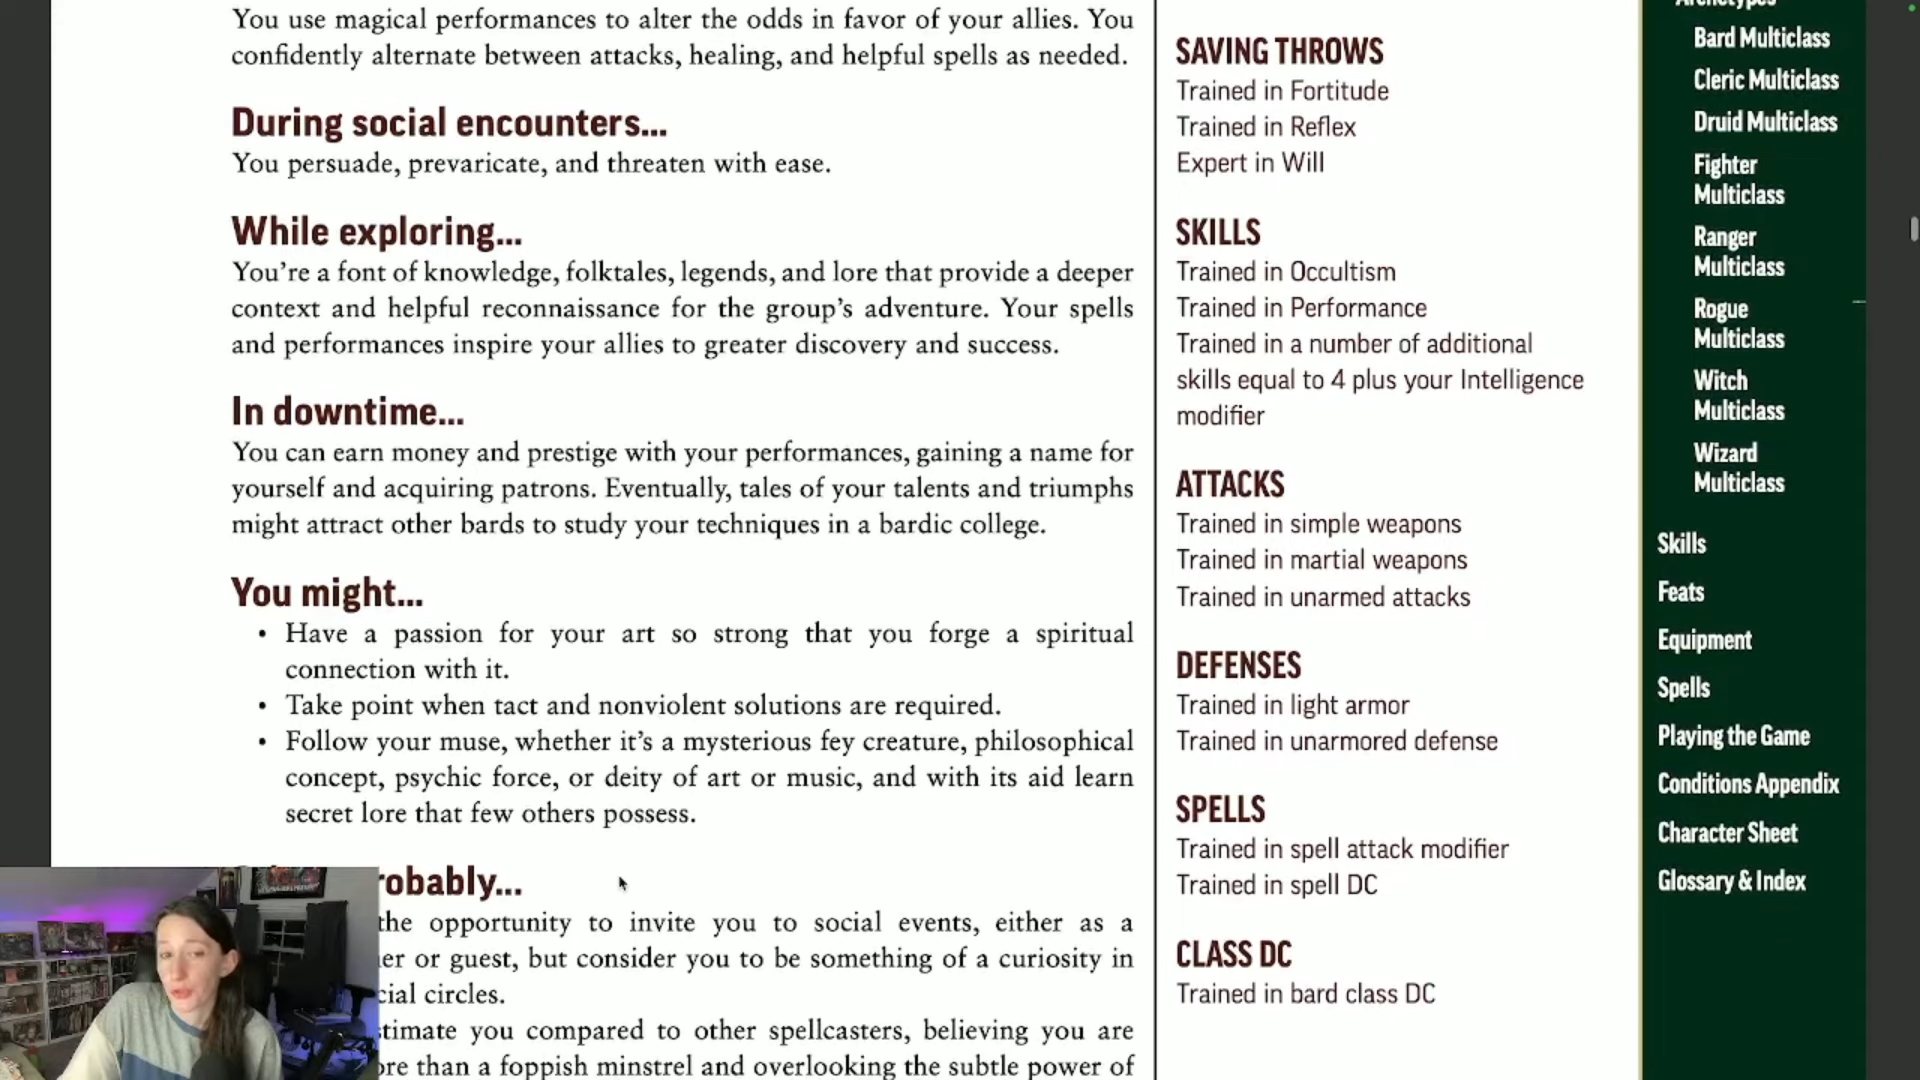 You use magical performances to alter the odds in favor of your allies. You
confidently alternate between attacks, healing, and helpful spells as needed.
During social encounters...
You persuade, prevaricate, and threaten with ease.
While exploring...
You're a font of knowledge, folktales, legends, and lore that provide a deeper
context and helpful reconnaissance for the group's adventure. Your spells
and performances inspire your allies to greater discovery and success.
In downtime...
You can earn money and prestige with your performances, gaining a name for
yourself and acquiring patrons. Eventually, tales of your talents and triumphs
might attract other bards to study your techniques in a bardic college.
You might...
• Have a passion for your art so strong that you forge a spiritual
connection with it.
• Take point when tact and nonviolent solutions are required.
• Follow your muse, whether it's a mysterious fey creature, philosophical
concept, psychic force, or deity of art or music, and with its aid learn
secret lore that few others possess.
robably...
the opportunity to invite you to social events, either as a
er or guest, but consider you to be something of a curiosity in
cial circles.
stimate you compared to other spellcasters, believing you are
ore than a foppish minstrel and overlooking the subtle power of
SAVING THROWS
Trained in Fortitude
Trained in Reflex
Expert in Will
SKILLS
Trained in Occultism
Trained in Performance
Trained in a number of additional
skills equal to 4 plus your Intelligence
modifier
ATTACKS
Trained in simple weapons
Trained in martial weapons
Trained in unarmed attacks
DEFENSES
Trained in light armor
Trained in unarmored defense
SPELLS
Trained in spell attack modifier
Trained in spell DC
CLASS DC
Trained in bard class DC
Archetypes
Bard Multiclass
Cleric Multiclass
Druid Multiclass
Fighter
Multiclass
Ranger
Multiclass
Rogue
Multiclass
Witch
Multiclass
Wizard
Multiclass
Skills
Feats
Equipment
Spells
Playing the Game
Conditions Appendix
Character Sheet
Glossary & Index